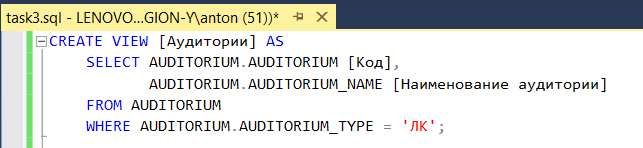 task3.sql - LENOVO...GION-Y\anton (51))*
CREATE VIEW [Аудитории] AS
SELECT AUDITORIUM.AUDITORIUM [Код],
AUDITORIUM.AUDITORIUM_NAME [Наименование аудитории]
FROM AUDITORIUM
WHERE AUDITORIUM.AUDITORIUM_TYPE = 'ЛК';